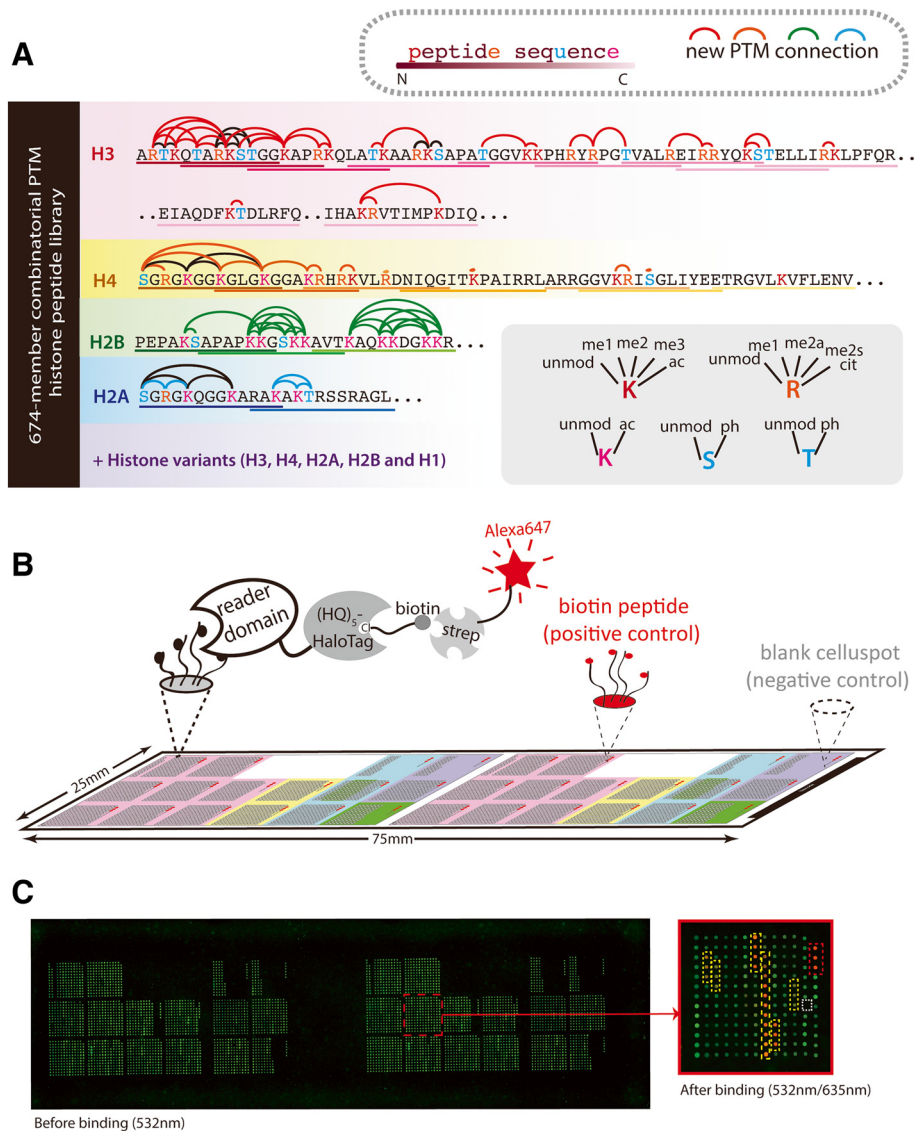 A
peptide sequence
N C
new PTM connection
674-member combinatorial PTM
histone peptide library
H3 ARTKQTARKSTGGKAPRKQLATKAARKSAPATGGVKKPHRYRPGTVALREIRRYQKSTELLIRKLPFQR..
..EIAQDFKTDLRFQ..IHAKRVTIMPKDIQ...
H4 SGRGKGGKGLGKGGAKRHRKVLRDNIQGITKPAIRRLARRGGVKRISGLIYEETRGVLKVFLENV...
H2B PEPAKSAPAPKKGSKKAVTKAQKKDGKKR...
H2A SGRGKQGGKARAKAKTRSSRAGL...
+ Histone variants (H3, H4, H2A, H2B and H1)
unmod me1 me2 me3 ac
K
unmod me1 me2a me2s cit
R
unmod ac
K
unmod ph
S
unmod ph
T
B
Alexa647
reader
domain
(HQ)5-
HaloTag
Cl
biotin
strep
biotin peptide
(positive control)
blank celluspot
(negative control)
25mm
75mm
C
Before binding (532nm)
After binding (532nm/635nm)